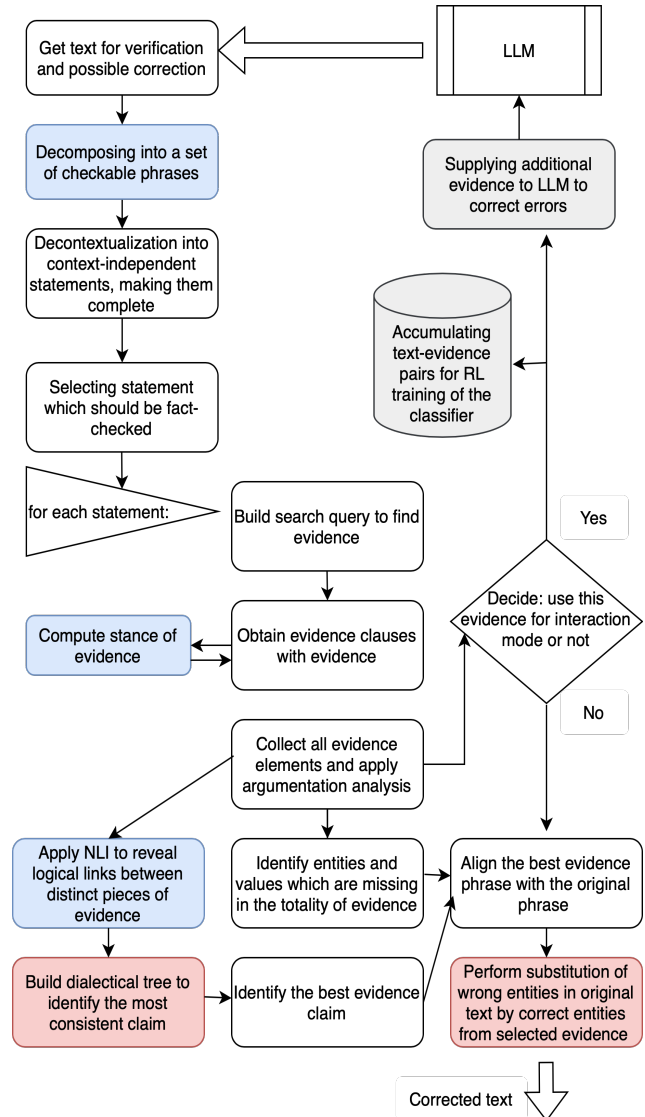 Get text for verification
and possible correction
LLM
Decomposing into a set
of checkable phrases
Supplying additional
evidence to LLM to
correct errors
Decontextualization into
context-independent
statements, making them
complete
Accumulating
text-evidence
pairs for RL
training of the
classifier
Selecting statement
which should be fact-
checked
for each statement:
Build search query to find
evidence
Yes
Decide: use this
evidence for interaction
mode or not
Compute stance of
evidence
Obtain evidence clauses
with evidence
No
Collect all evidence
elements and apply
argumentation analysis
Apply NLI to reveal
logical links between
distinct pieces of
evidence
Identify entities and
values which are missing
in the totality of evidence
Align the best evidence
phrase with the original
phrase
Build dialectical tree to
identify the most
consistent claim
Identify the best evidence
claim
Perform substitution of
wrong entities in original
text by correct entities
from selected evidence
Corrected text